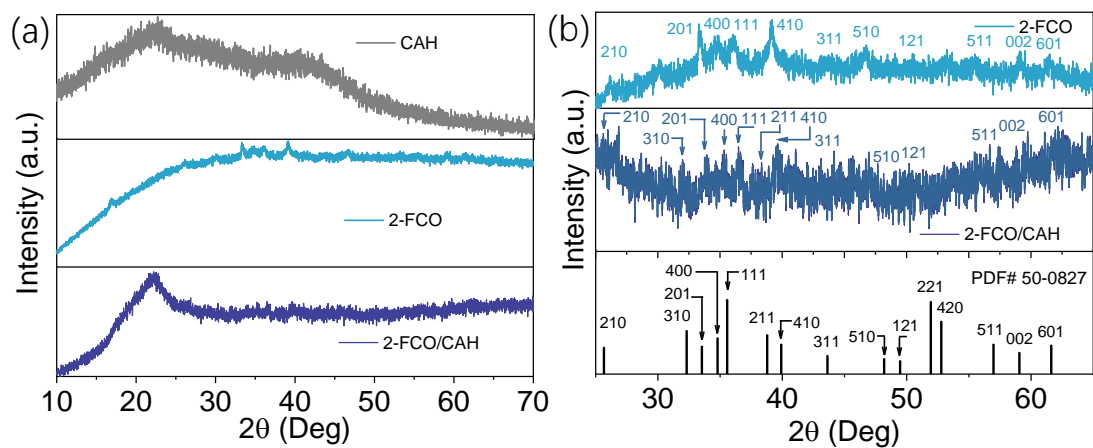 (a)
CAH
2-FCO
2-FCO/CAH
Intensity (a.u.)
10 20 30 40 50 60 70
2θ (Deg)
(b)
210 201 400 111 410 311 510 121 511 002 601
2-FCO
210 310 201 400 111 211 410 311 510 121 511 002 601
2-FCO/CAH
PDF# 50-0827
210 310 201 400 111 211 410 311 510 121 221 420 511 002 601
Intensity (a.u.)
30 40 50 60
2θ (Deg)